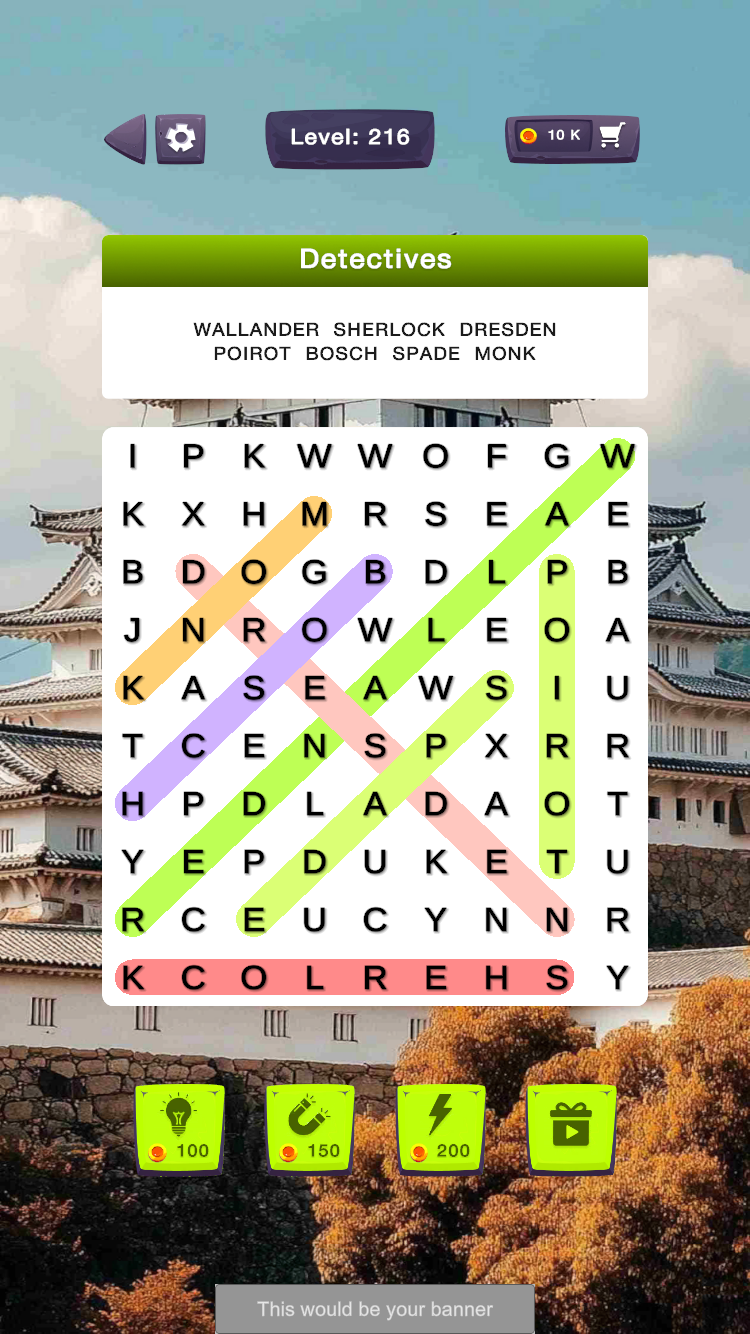 Level: 216
10 K
Detectives
WALLANDER SHERLOCK DRESDEN
POIROT BOSCH SPADE MONK
I P K W W O F G W
K X H M R S E A E
B D O G B D L P B
J N R O W L E O A
K A S E A W S I U
T C E N S P X R R
H P D L A D A O T
Y E P D U K E T U
R C E U C Y N N R
K C O L R E H S Y
100 150 200
This would be your banner